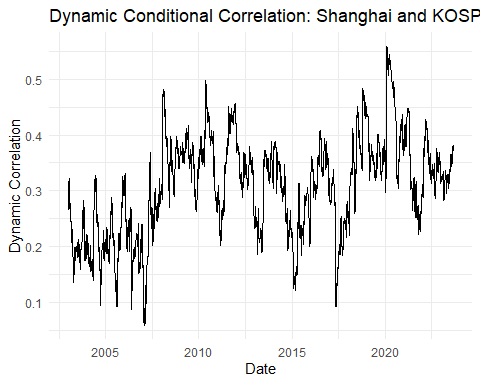 Dynamic Conditional Correlation: Shanghai and KOSP
0.5
0.4
0.3
0.2
0.1
Dynamic Correlation
2005 2010 2015 2020
Date